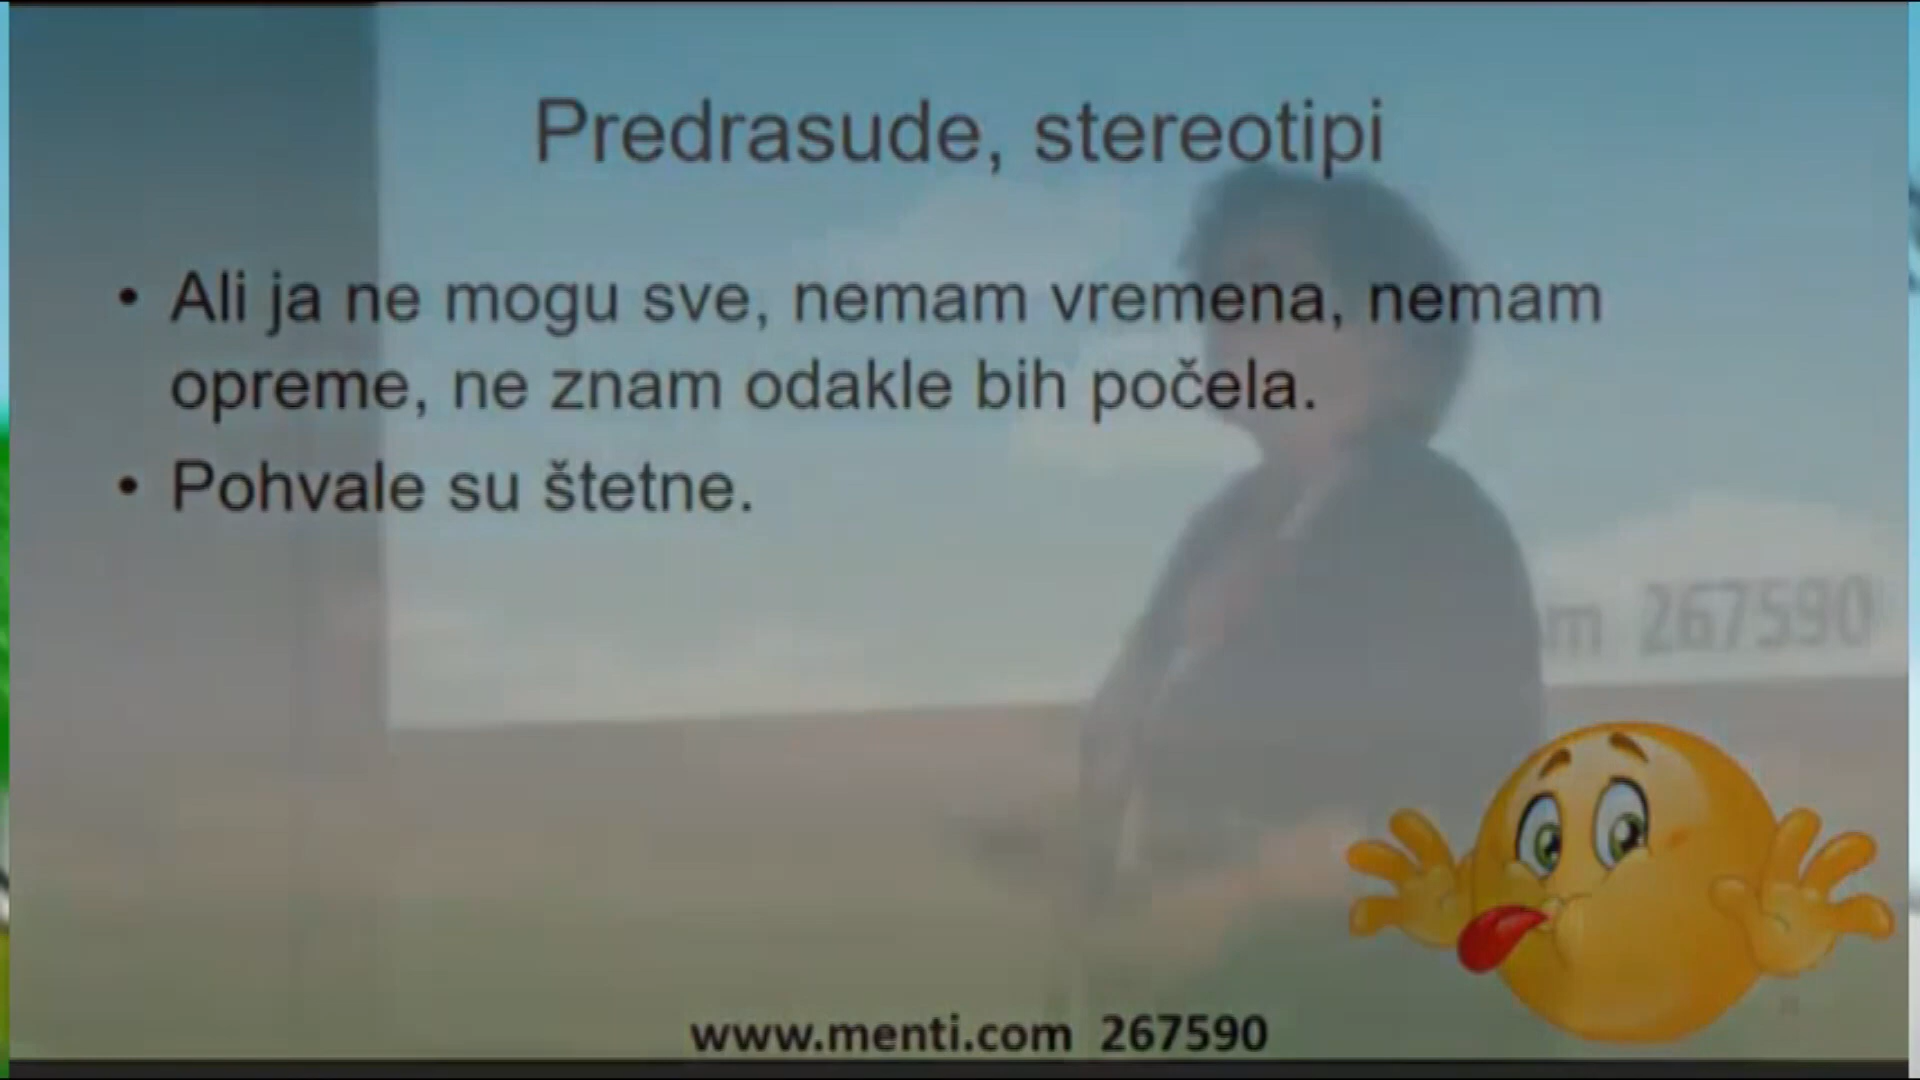 Predrasude, stereotipi
• Ali ja ne mogu sve, nemam vremena, nemam
opreme, ne znam odakle bih počela.
• Pohvale su štetne.
m 267590
www.menti.com 267590